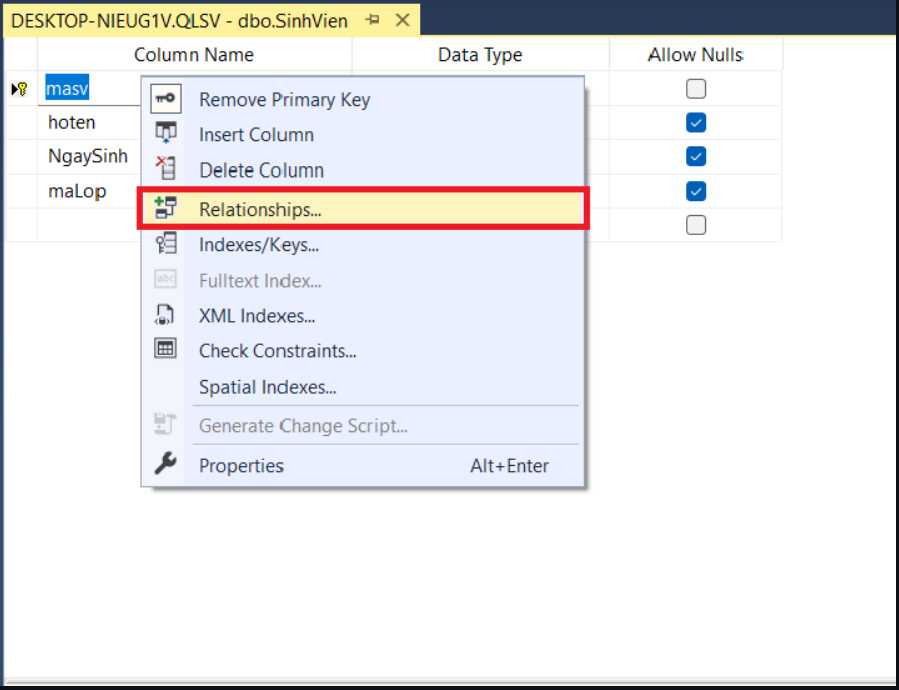 DESKTOP-NIEUG1V.QLSV - dbo.SinhVien
Column Name Data Type Allow Nulls
masv
hoten
NgaySinh
maLop
Remove Primary Key
Insert Column
Delete Column
Relationships...
Indexes/Keys...
abc Fulltext Index...
XML Indexes...
Check Constraints...
Spatial Indexes...
Generate Change Script...
Properties Alt+Enter